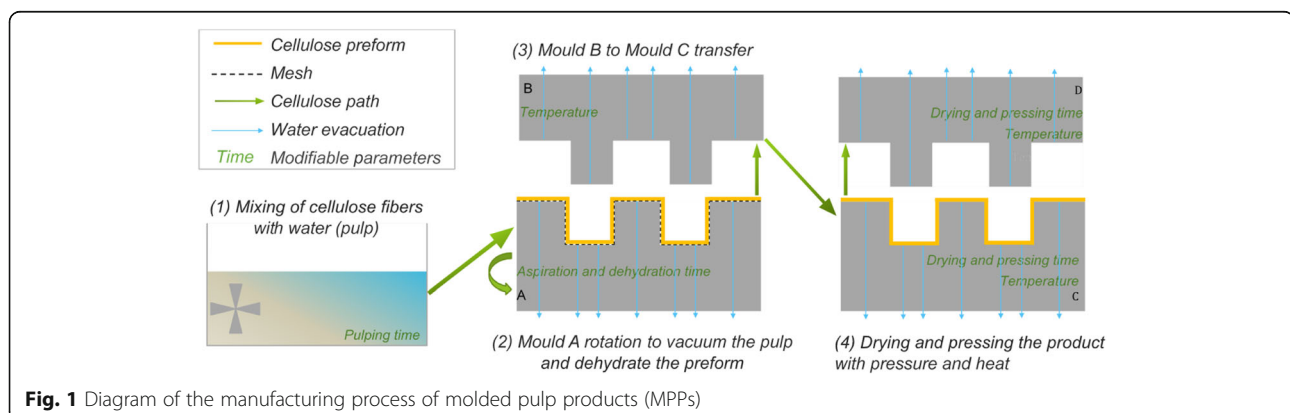 Cellulose preform
Mesh
Cellulose path
Water evacuation
Time Modifiable parameters
(1) Mixing of cellulose fibers
with water (pulp)
Pulping time
(3) Mould B to Mould C transfer
B
Temperature
Aspiration and dehydration time
A
(2) Mould A rotation to vacuum the pulp
and dehydrate the preform
D
Drying and pressing time
Temperature
Drying and pressing time
Temperature
C
(4) Drying and pressing the product
with pressure and heat
Fig. 1 Diagram of the manufacturing process of molded pulp products (MPPs)